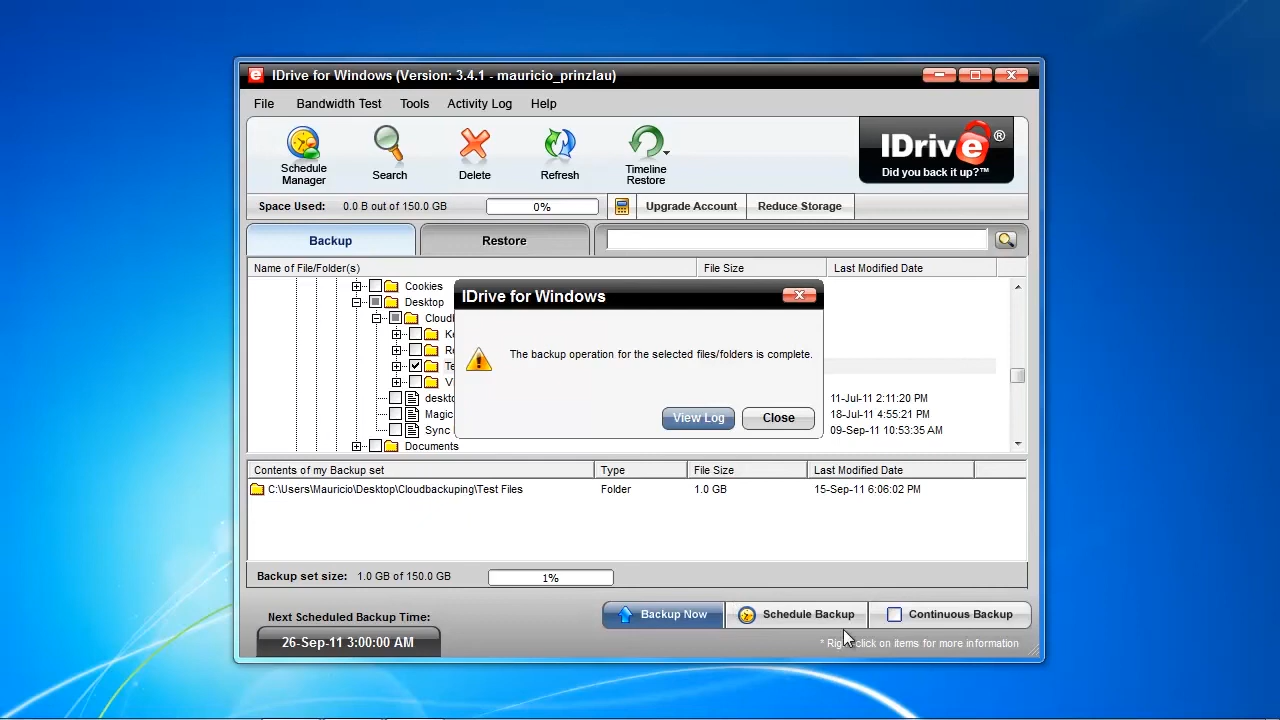 IDrive for Windows (Version: 3.4.1 - mauricio_prinzlau)
File Bandwidth Test Tools Activity Log Help
Schedule Manager
Search
Delete
Refresh
Timeline Restore
IDrive ®
Did you back it up?™
Space Used: 0.0 B out of 150.0 GB 0% Upgrade Account Reduce Storage
Backup Restore
Name of File/Folder(s) File Size Last Modified Date
Cookies
Desktop
IDrive for Windows
The backup operation for the selected files/folders is complete.
View Log Close
11-Jul-11 2:11:20 PM
Magic 18-Jul-11 4:55:21 PM
Sync 09-Sep-11 10:53:35 AM
Documents
Contents of my Backup set Type File Size Last Modified Date
C:\Users\Mauricio\Desktop\Cloudbackuping\Test Files Folder 1.0 GB 15-Sep-11 6:06:02 PM
Backup set size: 1.0 GB of 150.0 GB 1%
Next Scheduled Backup Time:
26-Sep-11 3:00:00 AM
Backup Now Schedule Backup Continuous Backup
* Right click on items for more information